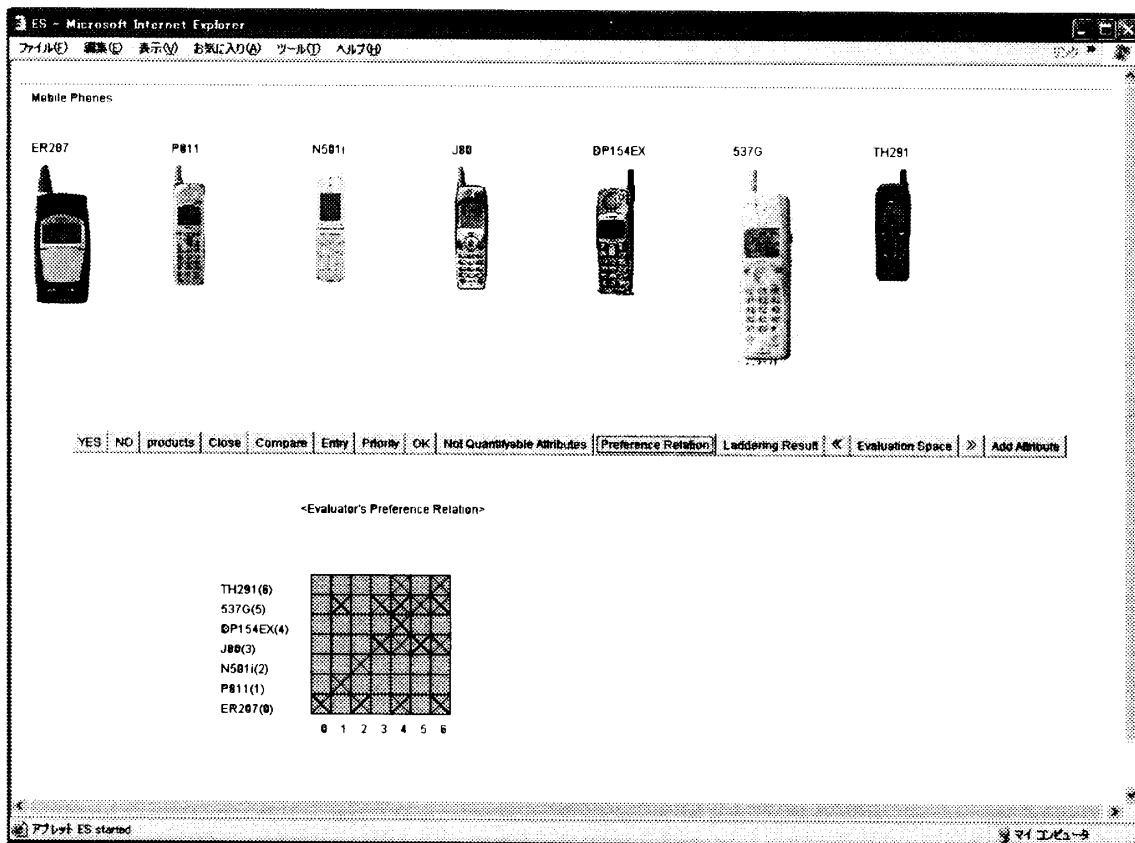 ES - Microsoft Internet Explorer
ファイル(F) 編集(E) 表示(V) お気に入り(A) ツール(T) ヘルプ(H) リンク »
Mobile Phones
ER207 P811 N501i J80 DP154EX 537G TH291
YES NO products Close Compare Entry Priority OK Not Quantifyable Attributes Preference Relation Laddering Result « Evaluation Space » Add Attribute
<Evaluator's Preference Relation>
TH291(6)
537G(5)
DP154EX(4)
J80(3)
N501i(2)
P811(1)
ER207(0)
0 1 2 3 4 5 6
アプレット ES started マイ コンピュータ